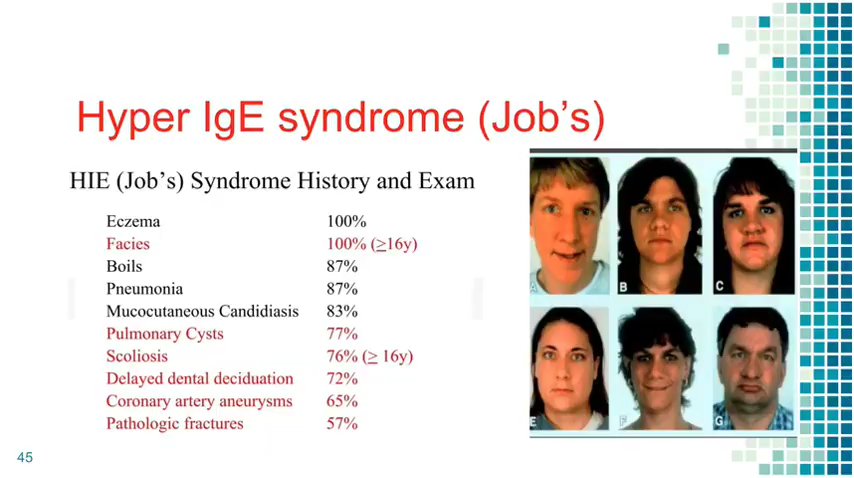 Hyper IgE syndrome (Job's)
HIE (Job's) Syndrome History and Exam
Eczema 100%
Facies 100% (≥16y)
Boils 87%
Pneumonia 87%
Mucocutaneous Candidiasis 83%
Pulmonary Cysts 77%
Scoliosis 76% (≥ 16y)
Delayed dental deciduation 72%
Coronary artery aneurysms 65%
Pathologic fractures 57%
A B C
E F G
45